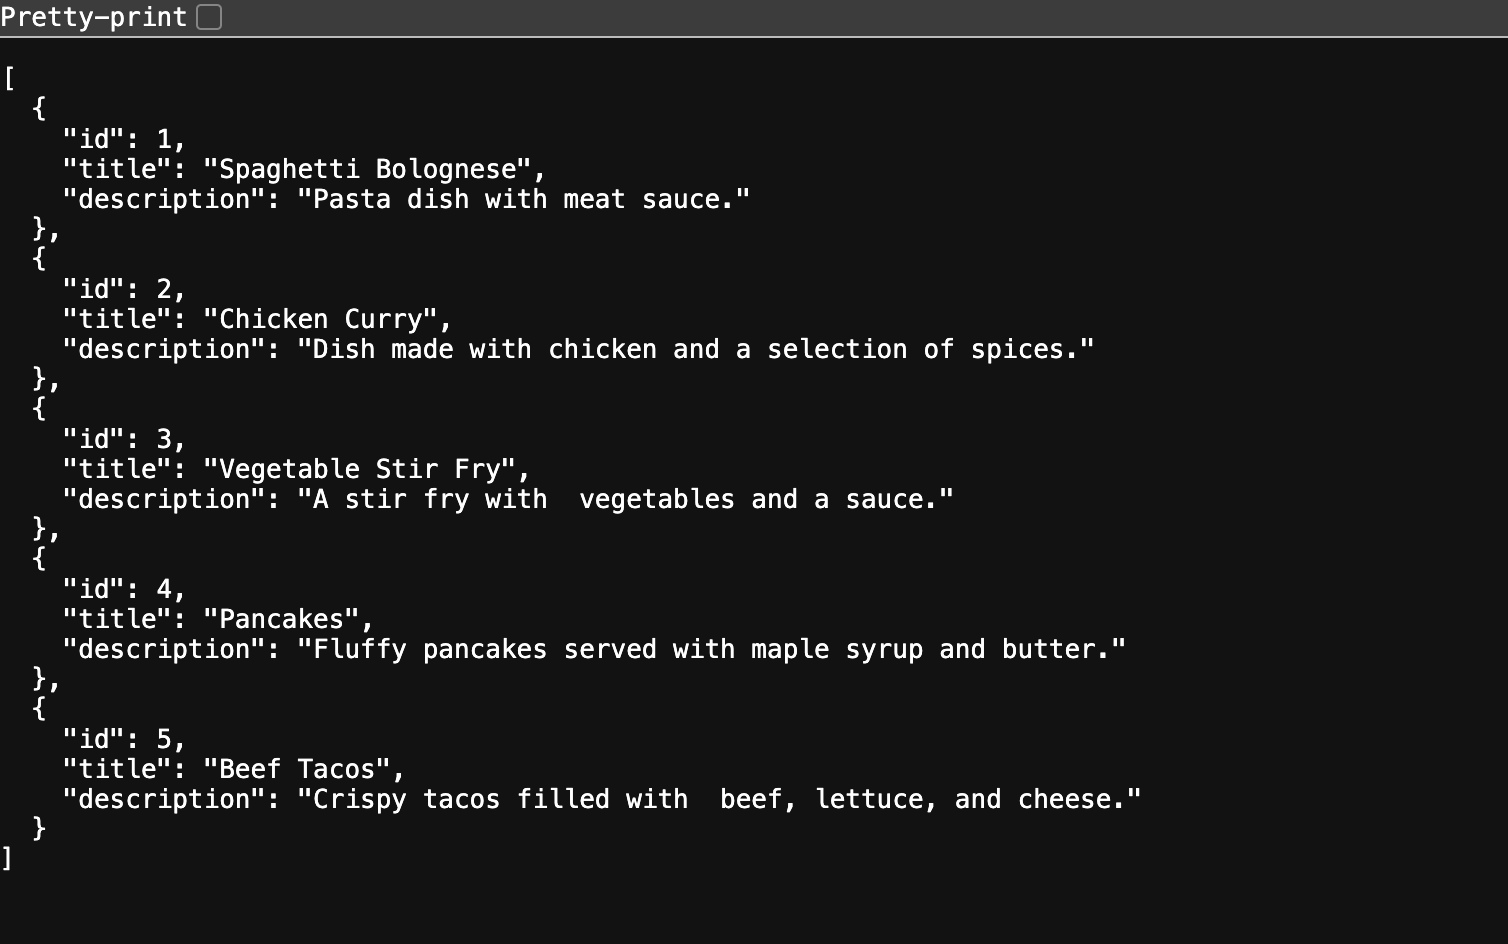 Pretty-print
[
  {
    "id": 1,
    "title": "Spaghetti Bolognese",
    "description": "Pasta dish with meat sauce."
  },
  {
    "id": 2,
    "title": "Chicken Curry",
    "description": "Dish made with chicken and a selection of spices."
  },
  {
    "id": 3,
    "title": "Vegetable Stir Fry",
    "description": "A stir fry with  vegetables and a sauce."
  },
  {
    "id": 4,
    "title": "Pancakes",
    "description": "Fluffy pancakes served with maple syrup and butter."
  },
  {
    "id": 5,
    "title": "Beef Tacos",
    "description": "Crispy tacos filled with  beef, lettuce, and cheese."
  }
]